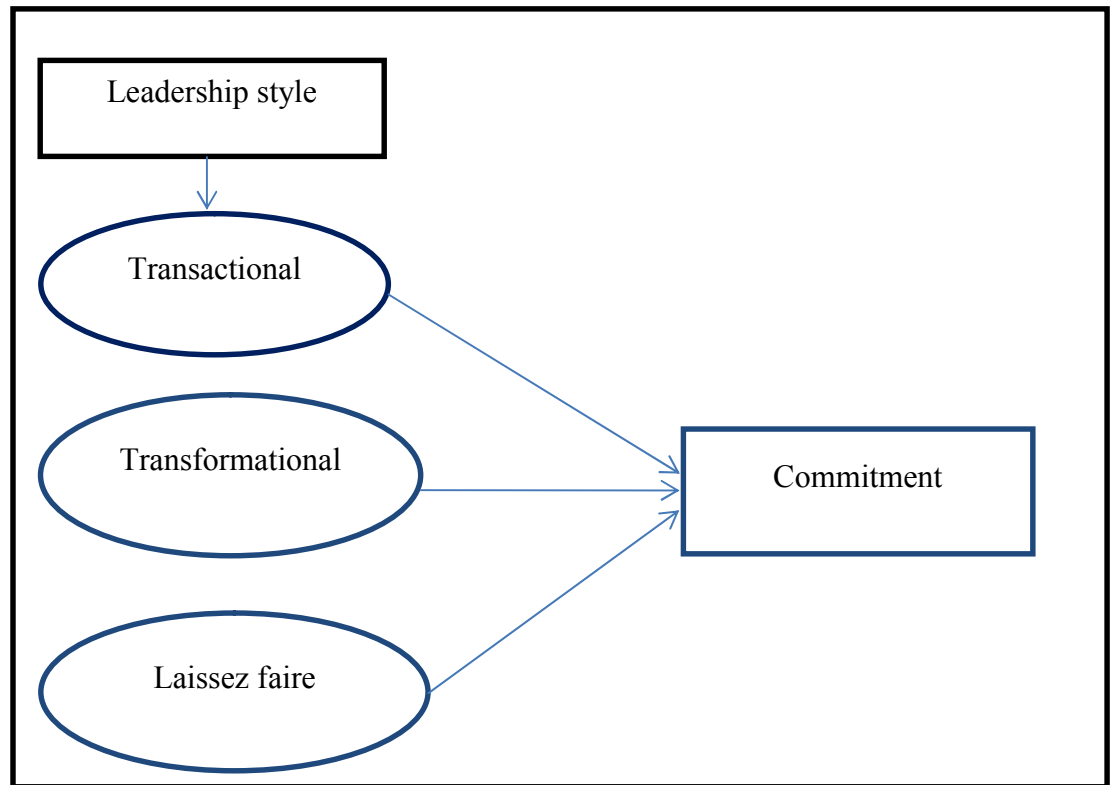 Leadership style
Transactional
Transformational
Commitment
Laissez faire